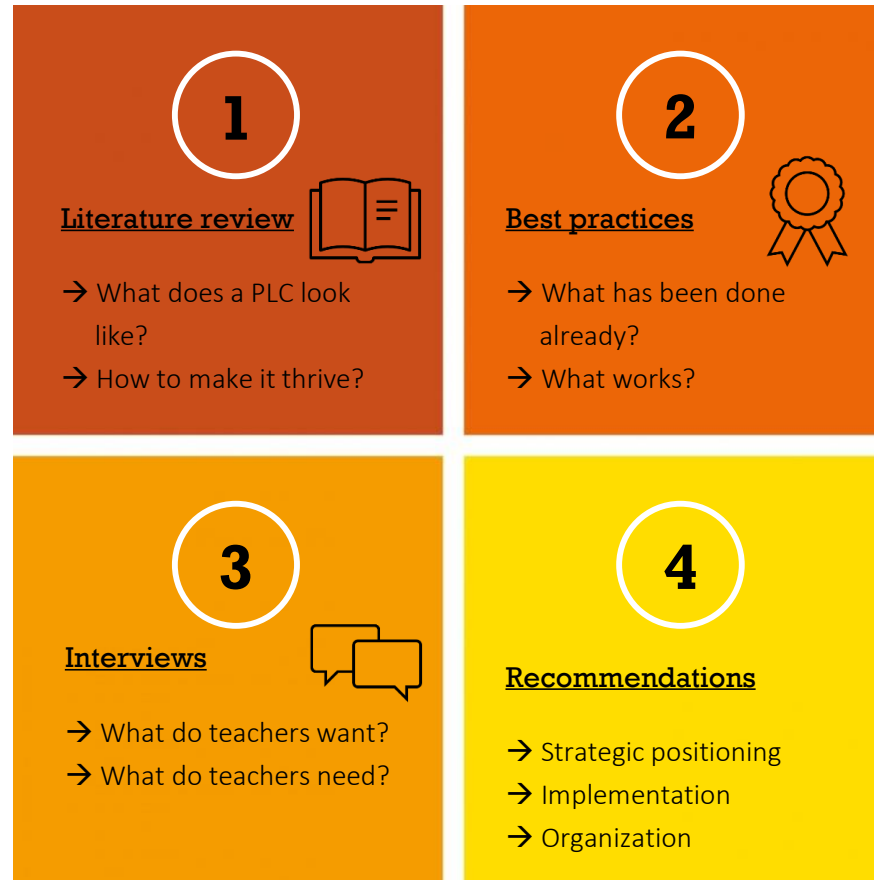 1
Literature review
→ What does a PLC look
like?
→ How to make it thrive?
2
Best practices
→ What has been done
already?
→ What works?
3
Interviews
→ What do teachers want?
→ What do teachers need?
4
Recommendations
→ Strategic positioning
→ Implementation
→ Organization